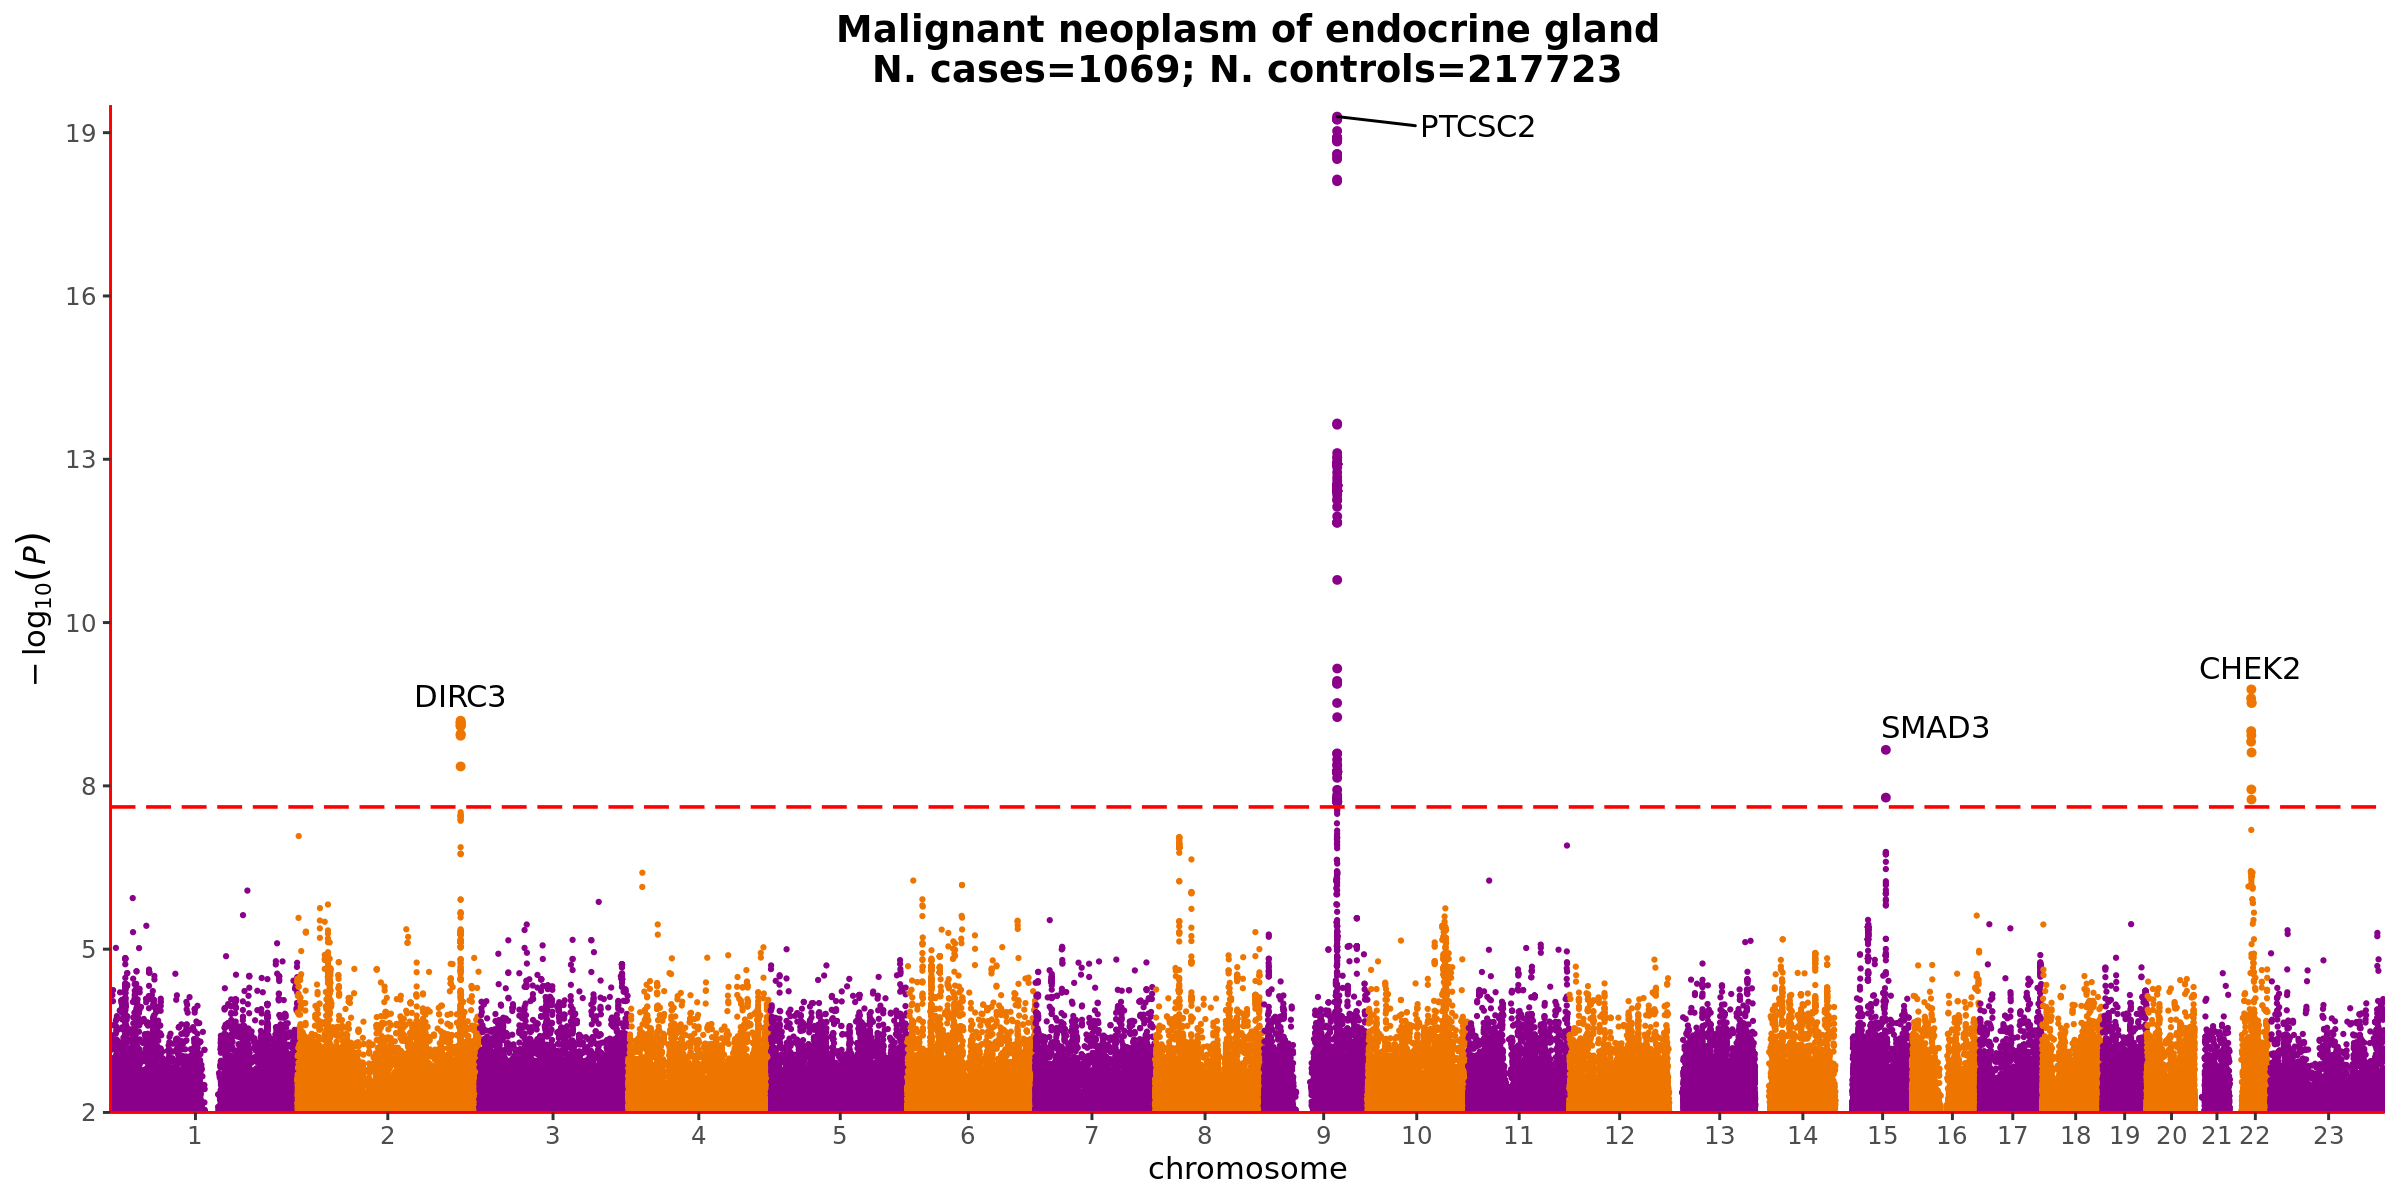 Malignant neoplasm of endocrine gland
N. cases=1069; N. controls=217723
19
16
13
10
8
5
2
−log₁₀(P)
PTCSC2
DIRC3
CHEK2
SMAD3
1 2 3 4 5 6 7 8 9 10 11 12 13 14 15 16 17 18 19 20 21 22 23
chromosome